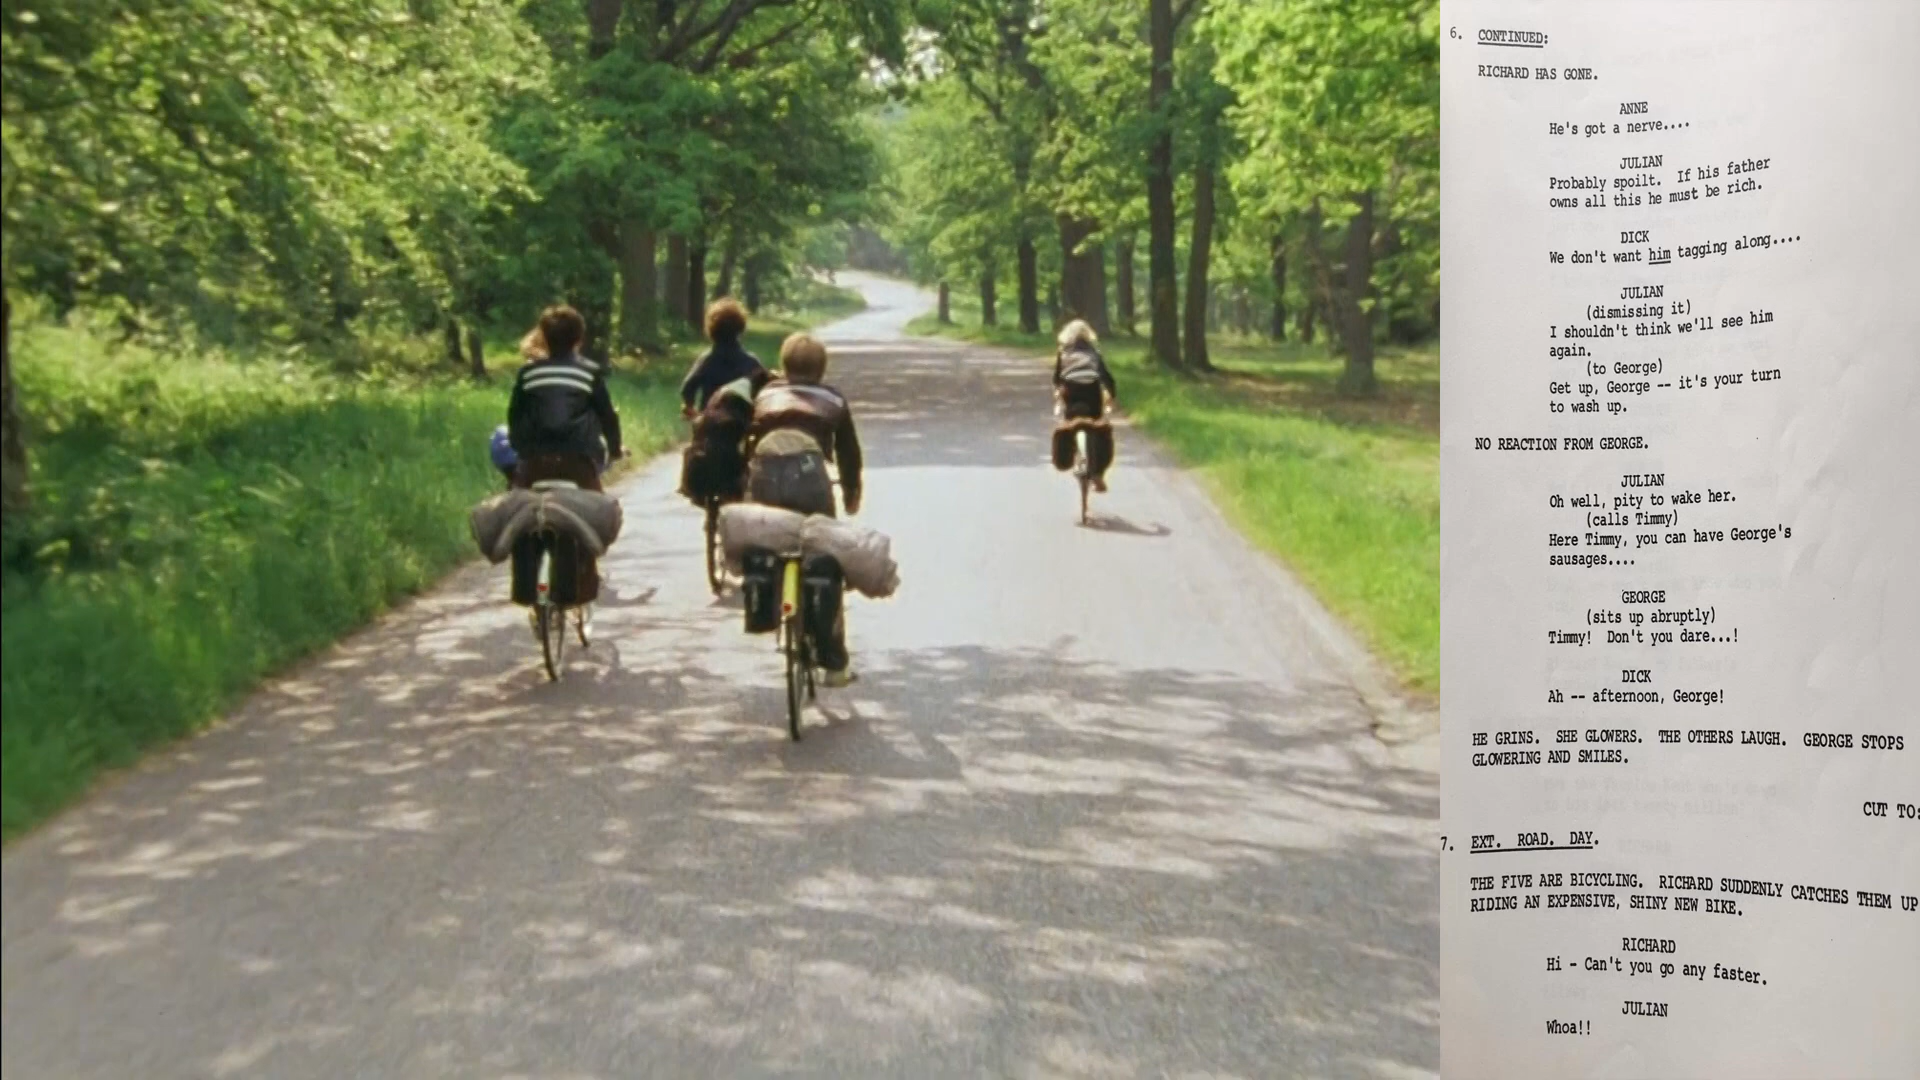 6. CONTINUED:
RICHARD HAS GONE.
ANNE
He's got a nerve....
JULIAN
Probably spoilt. If his father
owns all this he must be rich.
DICK
We don't want him tagging along....
JULIAN
(dismissing it)
I shouldn't think we'll see him
again.
(to George)
Get up, George -- it's your turn
to wash up.
NO REACTION FROM GEORGE.
JULIAN
Oh well, pity to wake her.
(calls Timmy)
Here Timmy, you can have George's
sausages....
GEORGE
(sits up abruptly)
Timmy! Don't you dare...!
DICK
Ah -- afternoon, George!
HE GRINS. SHE GLOWERS. THE OTHERS LAUGH. GEORGE STOPS
GLOWERING AND SMILES.
CUT TO:
7. EXT. ROAD. DAY.
THE FIVE ARE BICYCLING. RICHARD SUDDENLY CATCHES THEM UP
RIDING AN EXPENSIVE, SHINY NEW BIKE.
RICHARD
Hi - Can't you go any faster.
JULIAN
Whoa!!